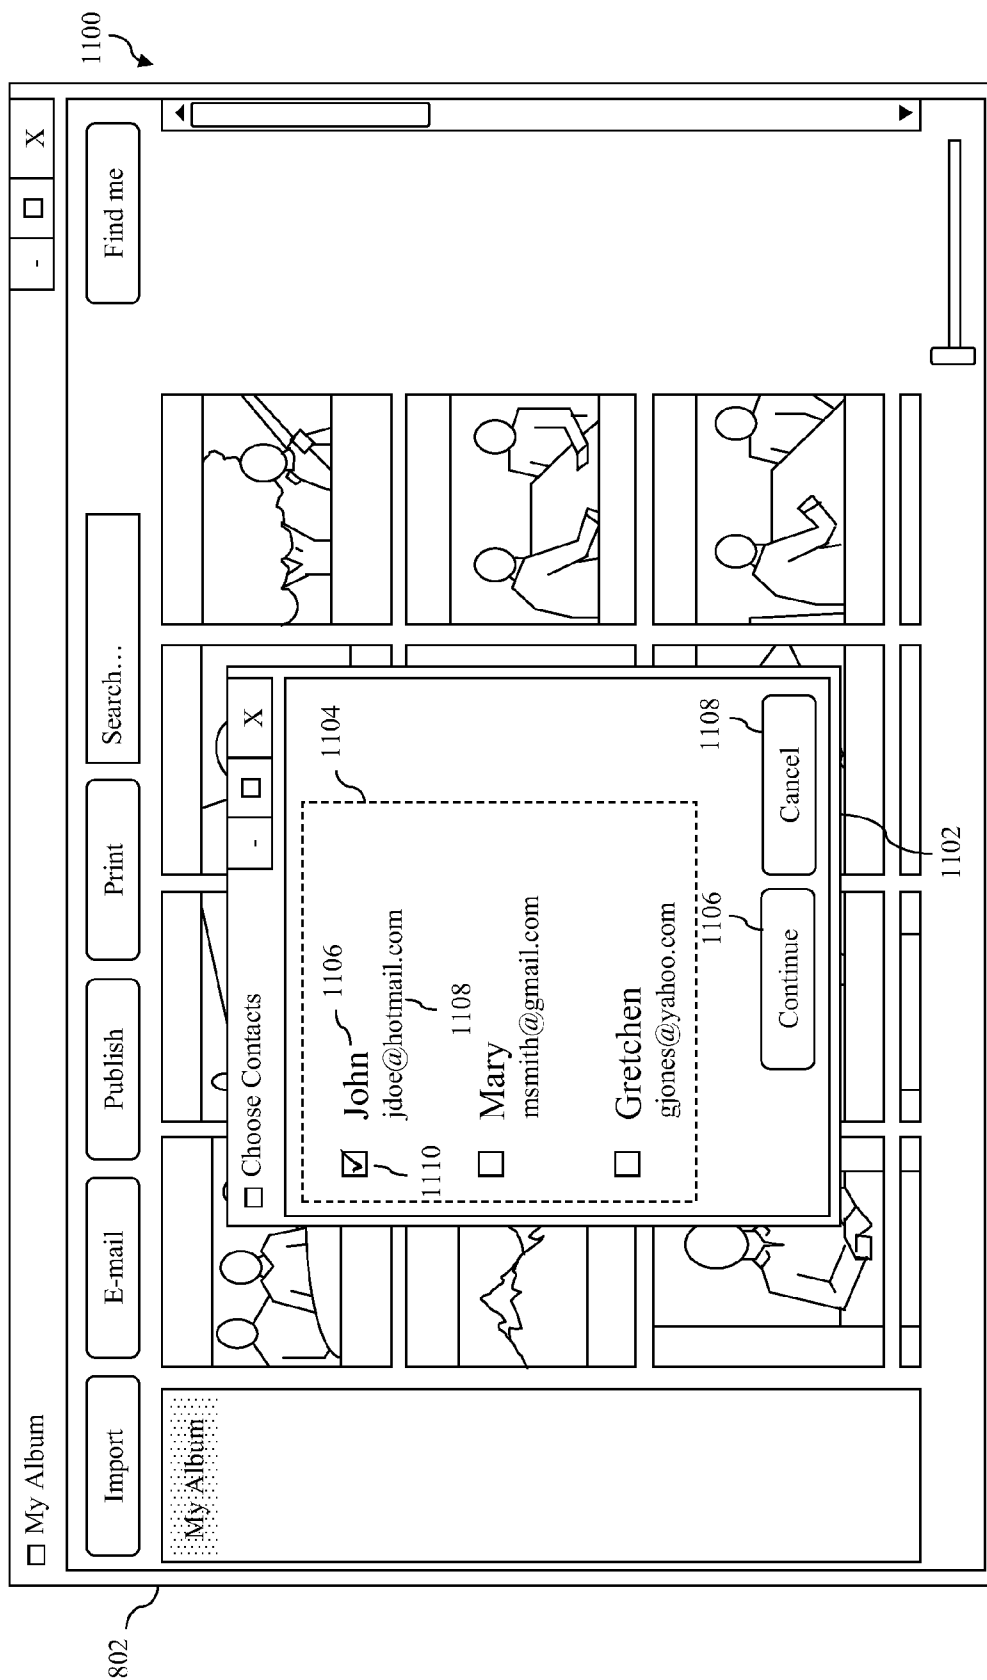 1100
802
My Album
- X
Import E-mail Publish Print Search... Find me
My Album
Choose Contacts
- X
1104
John 1106
jdoe@hotmail.com
1110
1108
Mary
msmith@gmail.com
Gretchen
gjones@yahoo.com
1106
1108
Continue Cancel
1102